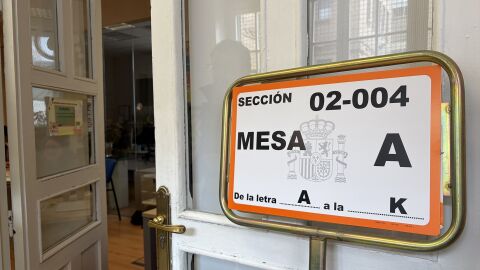 SECCIÓN 02-004
MESA A
De la letra A a la K